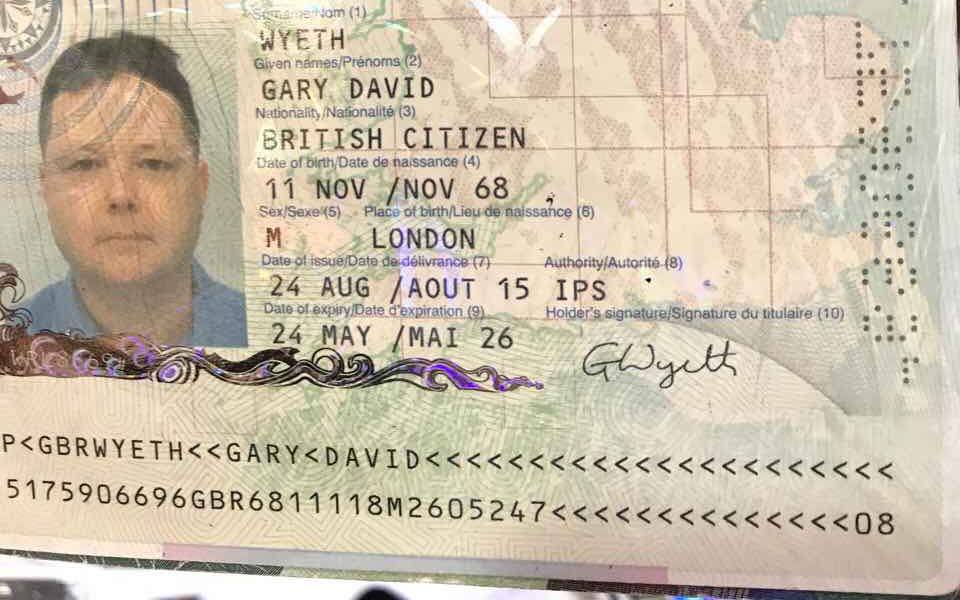 Surname/Nom (1)
WYETH
Given names/Prénoms (2)
GARY DAVID
Nationality/Nationalité (3)
BRITISH CITIZEN
Date of birth/Date de naissance (4)
11 NOV /NOV 68
Sex/Sexe (5) Place of birth/Lieu de naissance (6)
M LONDON
Date of issue/Date de délivrance (7) Authority/Autorité (8)
24 AUG /AOUT 15 IPS
Date of expiry/Date d'expiration (9) Holder's signature/Signature du titulaire (10)
24 MAY /MAI 26
GWyeth
P<GBRWYETH<<GARY<DAVID<<<<<<<<<<<<<<<<<<<<<<
5175906696GBR6811118M2605247<<<<<<<<<<<<<<08